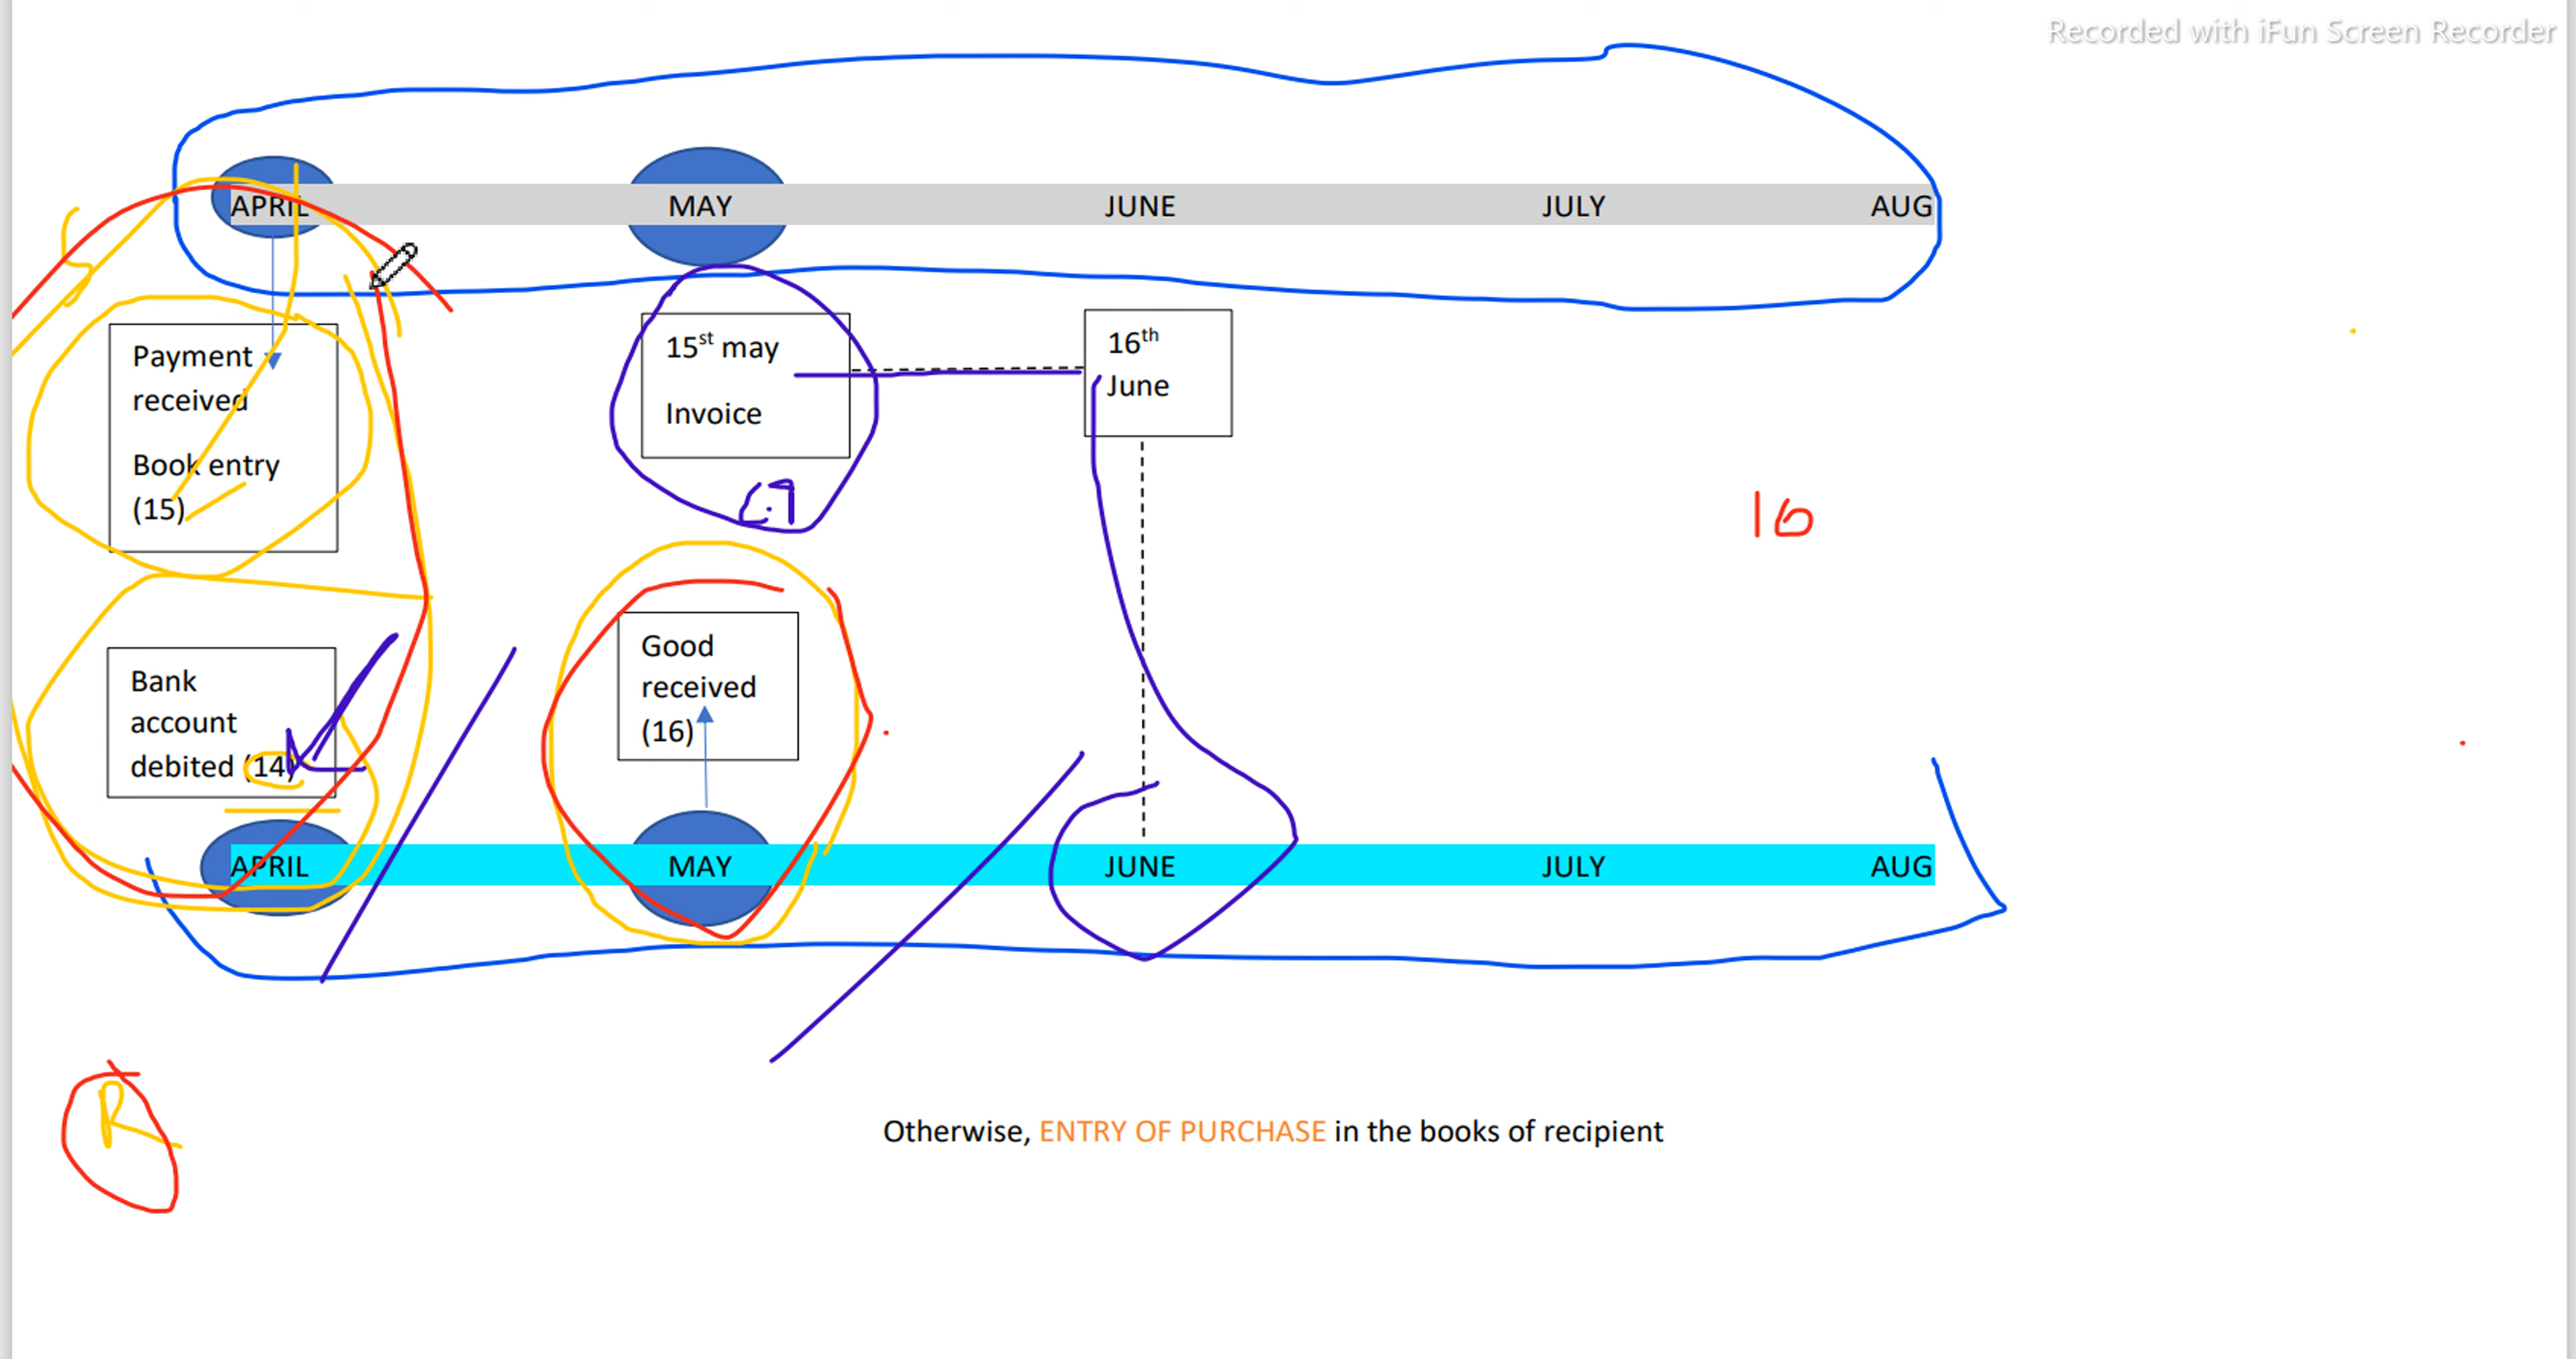 Recorded with iFun Screen Recorder
APRIL MAY JUNE JULY AUG
Payment
received
Book entry
(15)
15st may
Invoice
16th
June
16
Bank
account
debited (14)
Good
received
(16)
APRIL MAY JUNE JULY AUG
R
Otherwise, ENTRY OF PURCHASE in the books of recipient